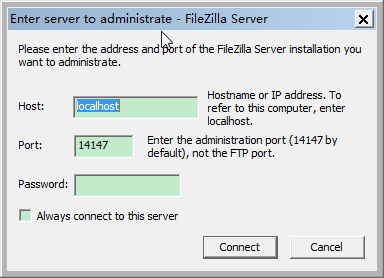 Enter server to administrate - FileZilla Server
Please enter the address and port of the FileZilla Server installation you
want to administrate.
Host:
localhost
Hostname or IP address. To
refer to this computer, enter
localhost.
Port:
14147
Enter the administration port (14147 by
default), not the FTP port.
Password:
Always connect to this server
Connect
Cancel